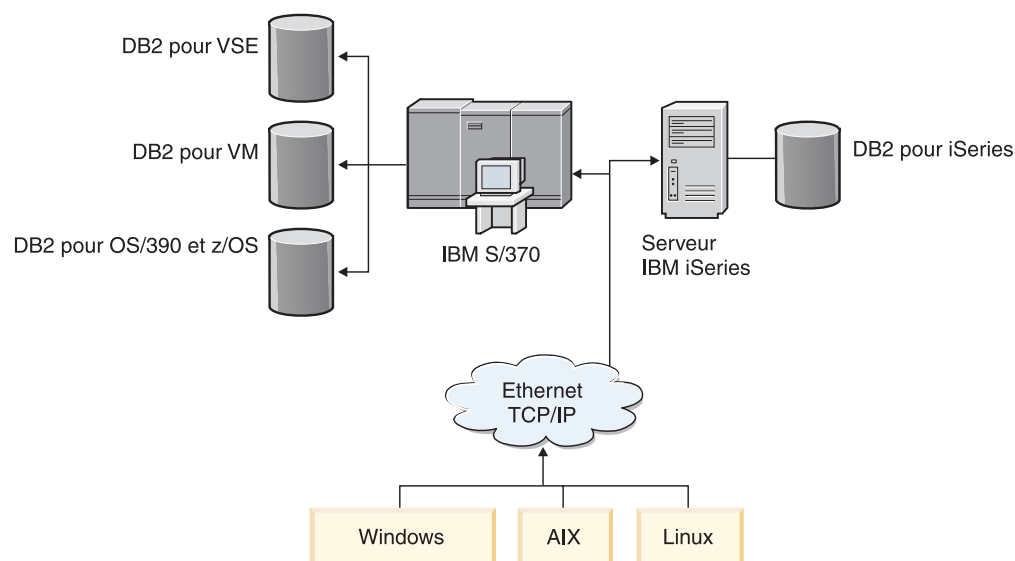 DB2 pour VSE
DB2 pour VM
DB2 pour OS/390 et z/OS
IBM S/370
Serveur
IBM iSeries
DB2 pour iSeries
Ethernet
TCP/IP
Windows
AIX
Linux